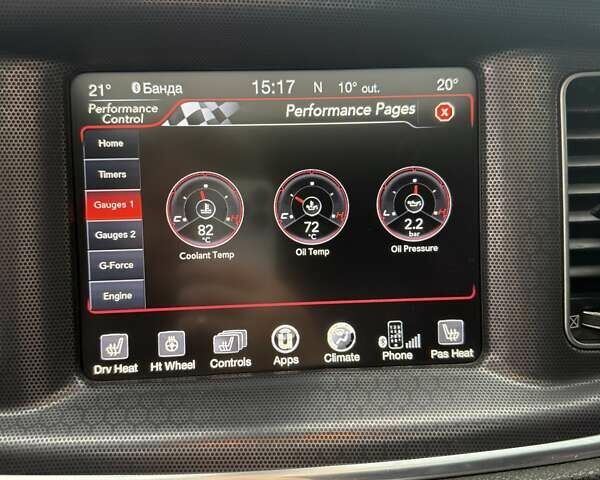 21° Банда 15:17 N 10° out. 20°
Performance Control
Performance Pages
X
Home
Timers
Gauges 1
Gauges 2
G-Force
Engine
C H
82
°C
Coolant Temp
C H
72
°C
Oil Temp
L H
2.2
bar
Oil Pressure
Drv Heat
Ht Wheel
Controls
Apps
Climate
Phone
Pas Heat